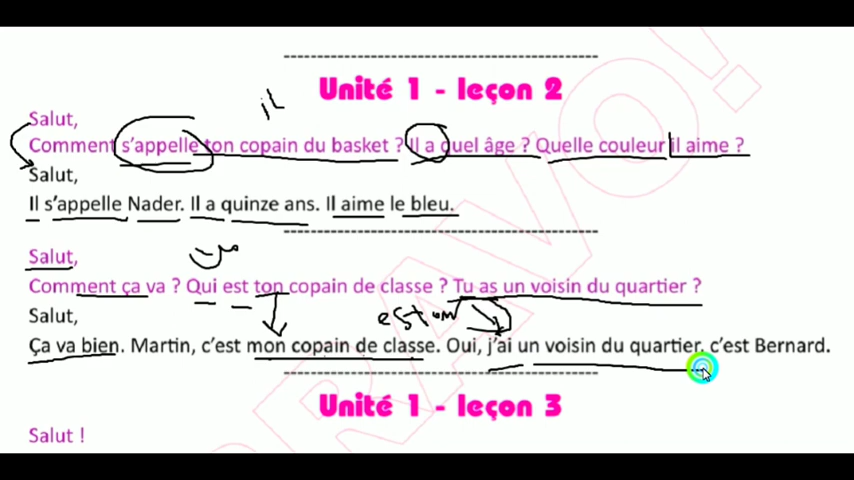 Unité 1 - leçon 2
il
Salut,
Comment s'appelle ton copain du basket ? Il a quel âge ? Quelle couleur il aime ?
Salut,
Il s'appelle Nader. Il a quinze ans. Il aime le bleu.
Salut,
Comment ça va ? Qui est ton copain de classe ? Tu as un voisin du quartier ?
Salut,
Ça va bien. Martin, c'est mon copain de classe. Oui, j'ai un voisin du quartier, c'est Bernard.
Unité 1 - leçon 3
Salut !